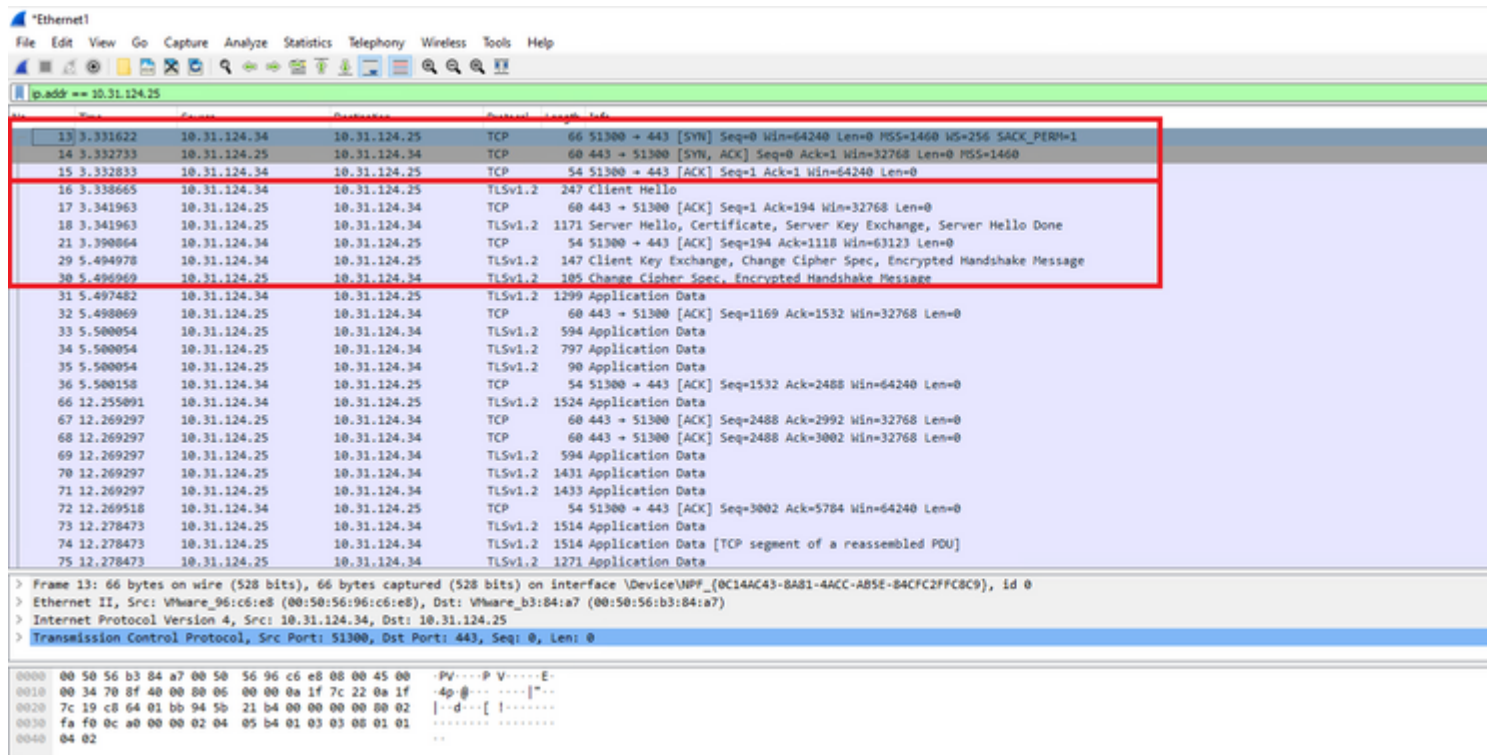 *Ethernet1
File Edit View Go Capture Analyze Statistics Telephony Wireless Tools Help
ip.addr == 10.31.124.25
13 3.331622 10.31.124.34 10.31.124.25 TCP 66 51300 → 443 [SYN] Seq=0 Win=64240 Len=0 MSS=1460 WS=256 SACK_PERM=1
14 3.332733 10.31.124.25 10.31.124.34 TCP 60 443 → 51300 [SYN, ACK] Seq=0 Ack=1 Win=32768 Len=0 MSS=1460
15 3.332833 10.31.124.34 10.31.124.25 TCP 54 51300 → 443 [ACK] Seq=1 Ack=1 Win=64240 Len=0
16 3.338665 10.31.124.34 10.31.124.25 TLSv1.2 247 Client Hello
17 3.341963 10.31.124.25 10.31.124.34 TCP 60 443 → 51300 [ACK] Seq=1 Ack=194 Win=32768 Len=0
18 3.341963 10.31.124.25 10.31.124.34 TLSv1.2 1171 Server Hello, Certificate, Server Key Exchange, Server Hello Done
21 3.390864 10.31.124.34 10.31.124.25 TCP 54 51300 → 443 [ACK] Seq=194 Ack=1118 Win=63123 Len=0
29 5.494978 10.31.124.34 10.31.124.25 TLSv1.2 147 Client Key Exchange, Change Cipher Spec, Encrypted Handshake Message
30 5.496969 10.31.124.25 10.31.124.34 TLSv1.2 105 Change Cipher Spec, Encrypted Handshake Message
31 5.497482 10.31.124.34 10.31.124.25 TLSv1.2 1299 Application Data
32 5.498069 10.31.124.25 10.31.124.34 TCP 60 443 → 51300 [ACK] Seq=1169 Ack=1532 Win=32768 Len=0
33 5.500054 10.31.124.25 10.31.124.34 TLSv1.2 594 Application Data
34 5.500054 10.31.124.25 10.31.124.34 TLSv1.2 797 Application Data
35 5.500054 10.31.124.25 10.31.124.34 TLSv1.2 90 Application Data
36 5.500158 10.31.124.34 10.31.124.25 TCP 54 51300 → 443 [ACK] Seq=1532 Ack=2488 Win=64240 Len=0
66 12.255091 10.31.124.34 10.31.124.25 TLSv1.2 1524 Application Data
67 12.269297 10.31.124.25 10.31.124.34 TCP 60 443 → 51300 [ACK] Seq=2488 Ack=2992 Win=32768 Len=0
68 12.269297 10.31.124.25 10.31.124.34 TCP 60 443 → 51300 [ACK] Seq=2488 Ack=3002 Win=32768 Len=0
69 12.269297 10.31.124.25 10.31.124.34 TLSv1.2 594 Application Data
70 12.269297 10.31.124.25 10.31.124.34 TLSv1.2 1431 Application Data
71 12.269297 10.31.124.25 10.31.124.34 TLSv1.2 1433 Application Data
72 12.269518 10.31.124.34 10.31.124.25 TCP 54 51300 → 443 [ACK] Seq=3002 Ack=5784 Win=64240 Len=0
73 12.278473 10.31.124.25 10.31.124.34 TLSv1.2 1514 Application Data
74 12.278473 10.31.124.25 10.31.124.34 TLSv1.2 1514 Application Data [TCP segment of a reassembled PDU]
75 12.278473 10.31.124.25 10.31.124.34 TLSv1.2 1271 Application Data
> Frame 13: 66 bytes on wire (528 bits), 66 bytes captured (528 bits) on interface \Device\NPF_{0C14AC43-8A81-4ACC-AB5E-84CFC2FFC8C9}, id 0
> Ethernet II, Src: VMware_96:c6:e8 (00:50:56:96:c6:e8), Dst: VMware_b3:84:a7 (00:50:56:b3:84:a7)
> Internet Protocol Version 4, Src: 10.31.124.34, Dst: 10.31.124.25
> Transmission Control Protocol, Src Port: 51300, Dst Port: 443, Seq: 0, Len: 0
0000 00 50 56 b3 84 a7 00 50 56 96 c6 e8 08 00 45 00 ·PV····P V·····E·
0010 00 34 70 8f 40 00 80 06 00 00 0a 1f 7c 22 0a 1f ·4p·@··· ····|"··
0020 7c 19 c8 64 01 bb 94 5b 21 b4 00 00 00 00 80 02 |··d···[ !·······
0030 fa f0 0c a0 00 00 02 04 05 b4 01 03 03 08 01 01 ········ ········
0040 04 02 ··